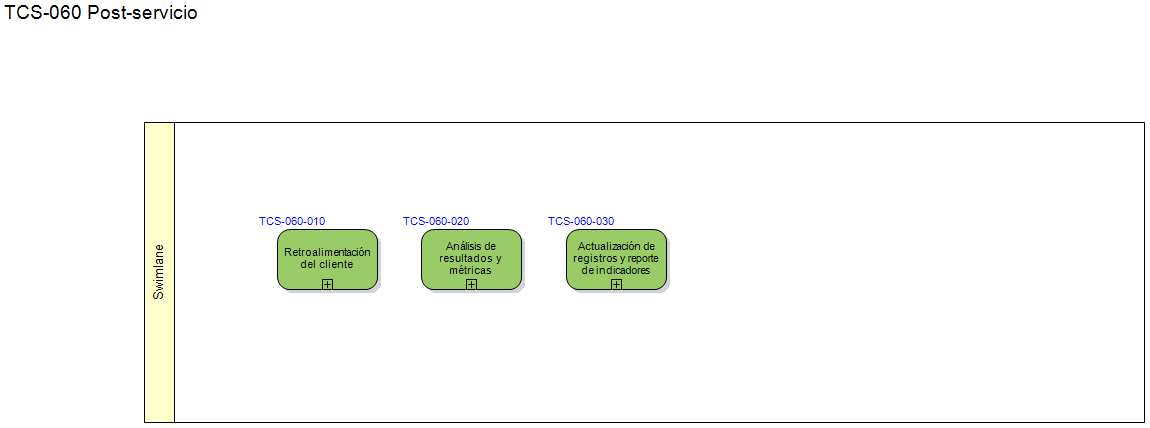 TCS-060 Post-servicio
Swimlane
TCS-060-010
Retroalimentación
del cliente
TCS-060-020
Análisis de
resultados y
métricas
TCS-060-030
Actualización de
registros y reporte
de indicadores